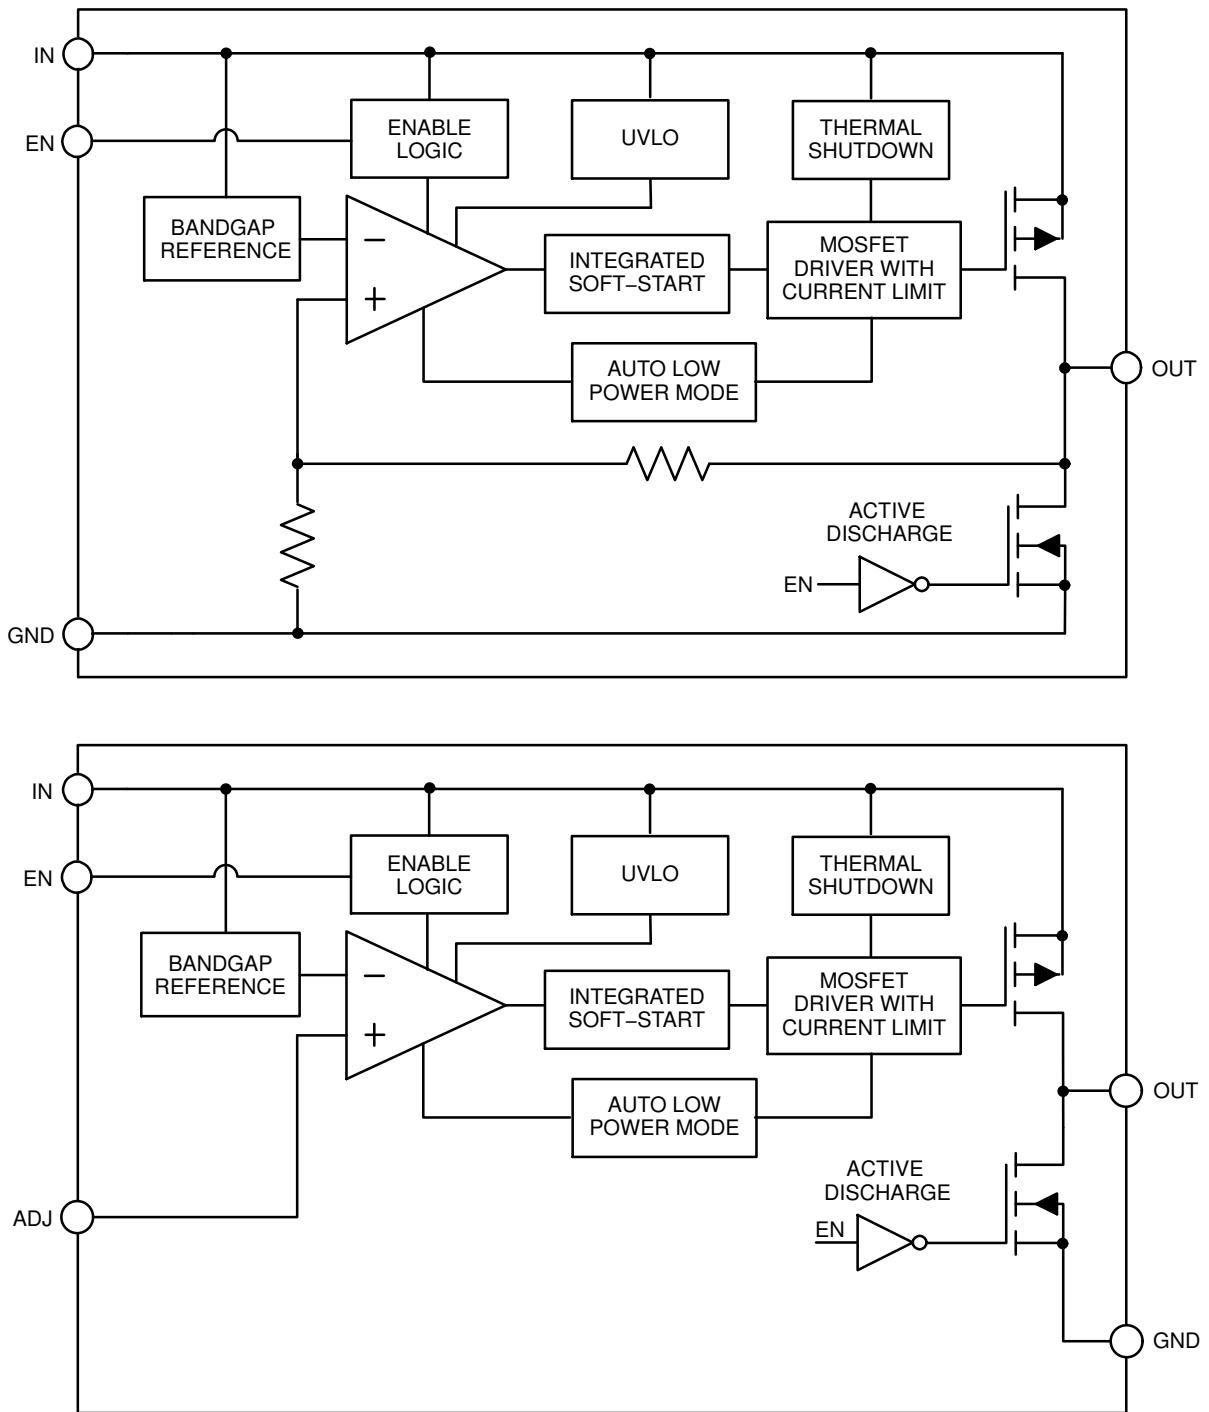 IN
EN
ENABLE
LOGIC
UVLO
THERMAL
SHUTDOWN
BANDGAP
REFERENCE
−
+
INTEGRATED
SOFT−START
MOSFET
DRIVER WITH
CURRENT LIMIT
AUTO LOW
POWER MODE
OUT
ACTIVE
DISCHARGE
EN
GND
IN
EN
ENABLE
LOGIC
UVLO
THERMAL
SHUTDOWN
BANDGAP
REFERENCE
−
+
INTEGRATED
SOFT−START
MOSFET
DRIVER WITH
CURRENT LIMIT
AUTO LOW
POWER MODE
OUT
ACTIVE
DISCHARGE
ADJ
EN
GND